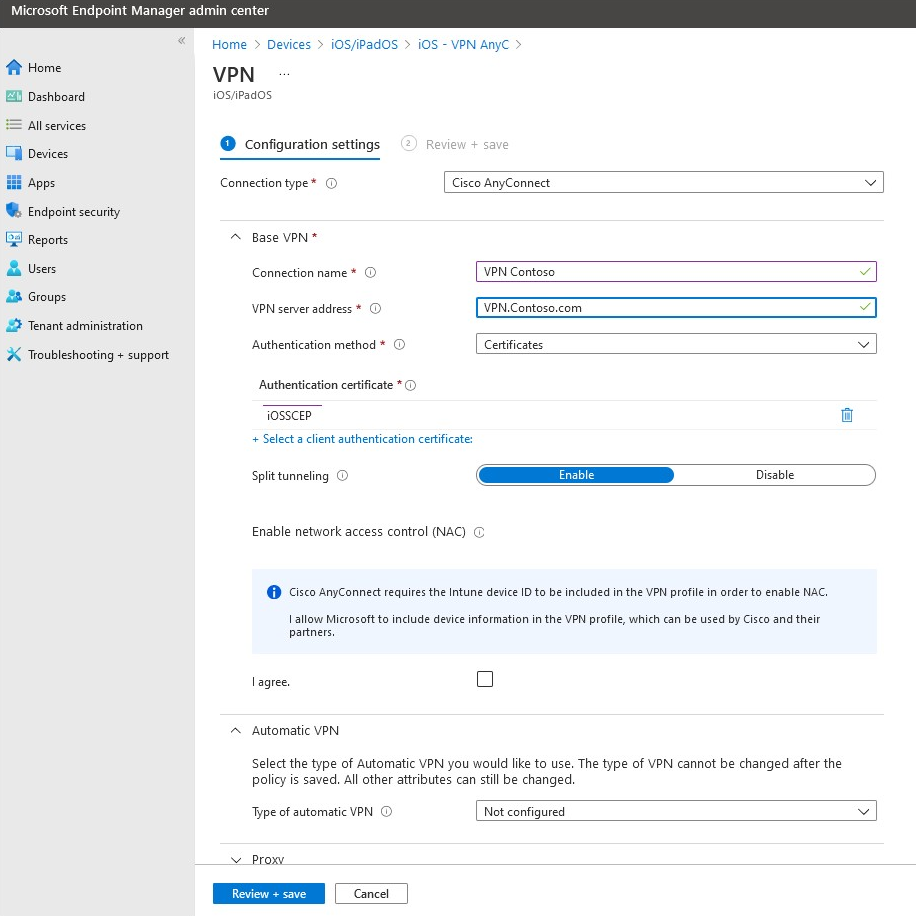 Microsoft Endpoint Manager admin center
«
Home
Dashboard
All services
Devices
Apps
Endpoint security
Reports
Users
Groups
Tenant administration
Troubleshooting + support
Home > Devices > iOS/iPadOS > iOS - VPN AnyC >
VPN ...
iOS/iPadOS
1 Configuration settings 2 Review + save
Connection type * Cisco AnyConnect
Base VPN *
Connection name * VPN Contoso
VPN server address * VPN.Contoso.com
Authentication method * Certificates
Authentication certificate *
iOSSCEP
+ Select a client authentication certificate:
Split tunneling Enable Disable
Enable network access control (NAC)
Cisco AnyConnect requires the Intune device ID to be included in the VPN profile in order to enable NAC.
I allow Microsoft to include device information in the VPN profile, which can be used by Cisco and their
partners.
I agree.
Automatic VPN
Select the type of Automatic VPN you would like to use. The type of VPN cannot be changed after the
policy is saved. All other attributes can still be changed.
Type of automatic VPN Not configured
Proxy
Review + save Cancel